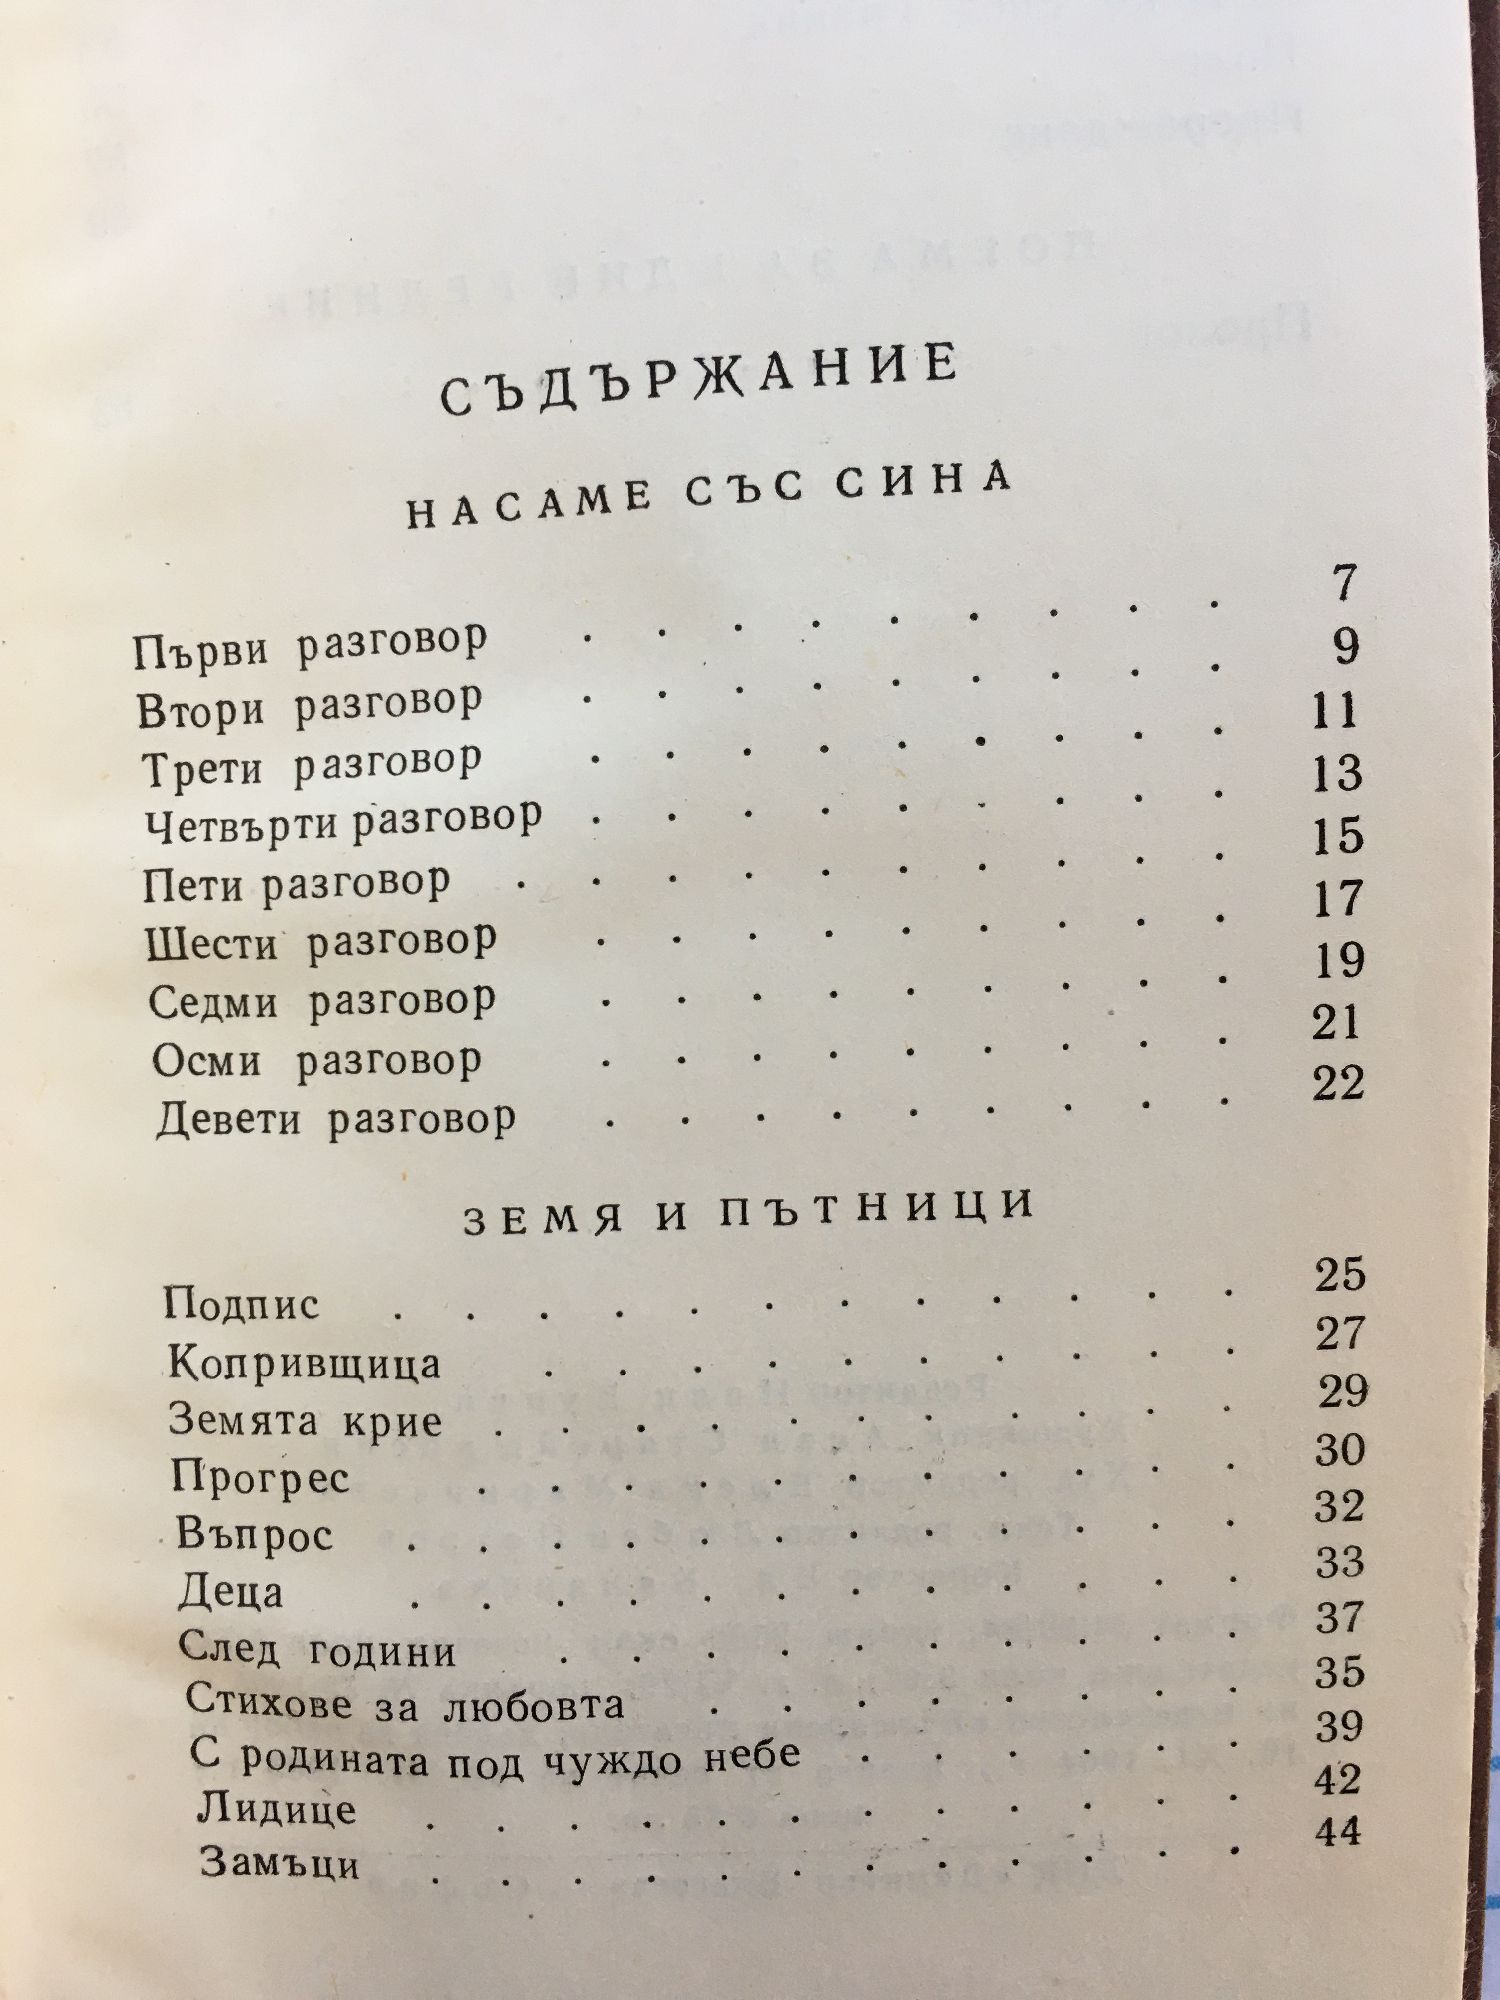 СЪДЪРЖАНИЕ
НАСАМЕ СЪС СИНА
Първи разговор . . . . . . . . . 7
Втори разговор . . . . . . . . . 9
Трети разговор . . . . . . . . . 11
Четвърти разговор . . . . . . . . . 13
Пети разговор . . . . . . . . . . 15
Шести разговор . . . . . . . . . 17
Седми разговор . . . . . . . . . 19
Осми разговор . . . . . . . . . 21
Девети разговор . . . . . . . . . 22
ЗЕМЯ И ПЪТНИЦИ
Подпис . . . . . . . . . . . . 25
Копривщица . . . . . . . . . . 27
Земята крие . . . . . . . . . . . 29
Прогрес . . . . . . . . . . . 30
Въпрос . . . . . . . . . . . . 32
Деца . . . . . . . . . . . . 33
След години . . . . . . . . . . 37
Стихове за любовта . . . . . . . . 35
С родината под чуждо небе . . . . . . 39
Лидице . . . . . . . . . . . . 42
Замъци . . . . . . . . . . . 44